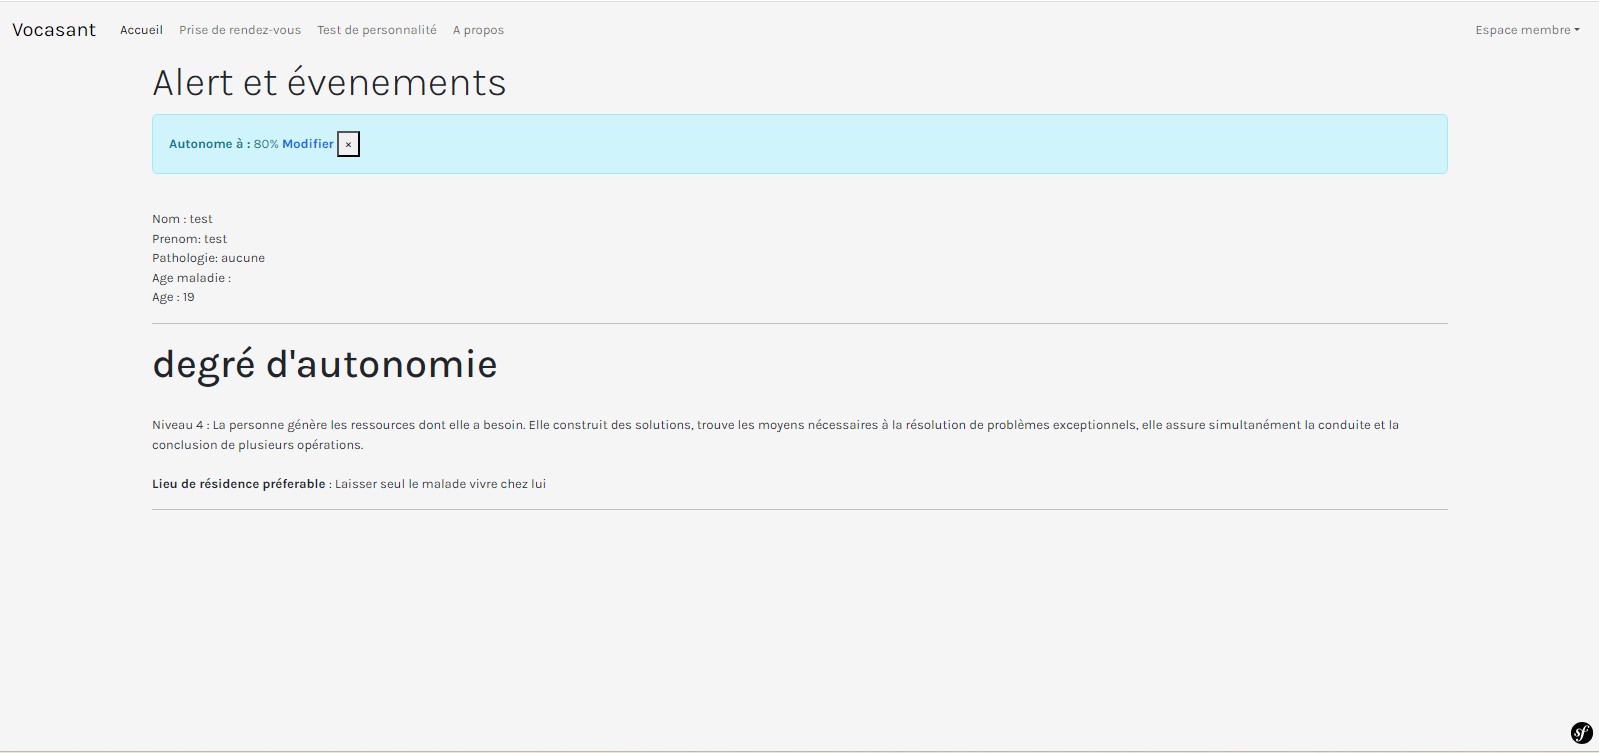 Vocasant Accueil Prise de rendez-vous Test de personnalité A propos Espace membre
Alert et évenements
Autonome à : 80% Modifier ×
Nom : test
Prenom: test
Pathologie: aucune
Age maladie :
Age : 19
degré d'autonomie
Niveau 4 : La personne génère les ressources dont elle a besoin. Elle construit des solutions, trouve les moyens nécessaires à la résolution de problèmes exceptionnels, elle assure simultanément la conduite et la
conclusion de plusieurs opérations.
Lieu de résidence préferable : Laisser seul le malade vivre chez lui
sf